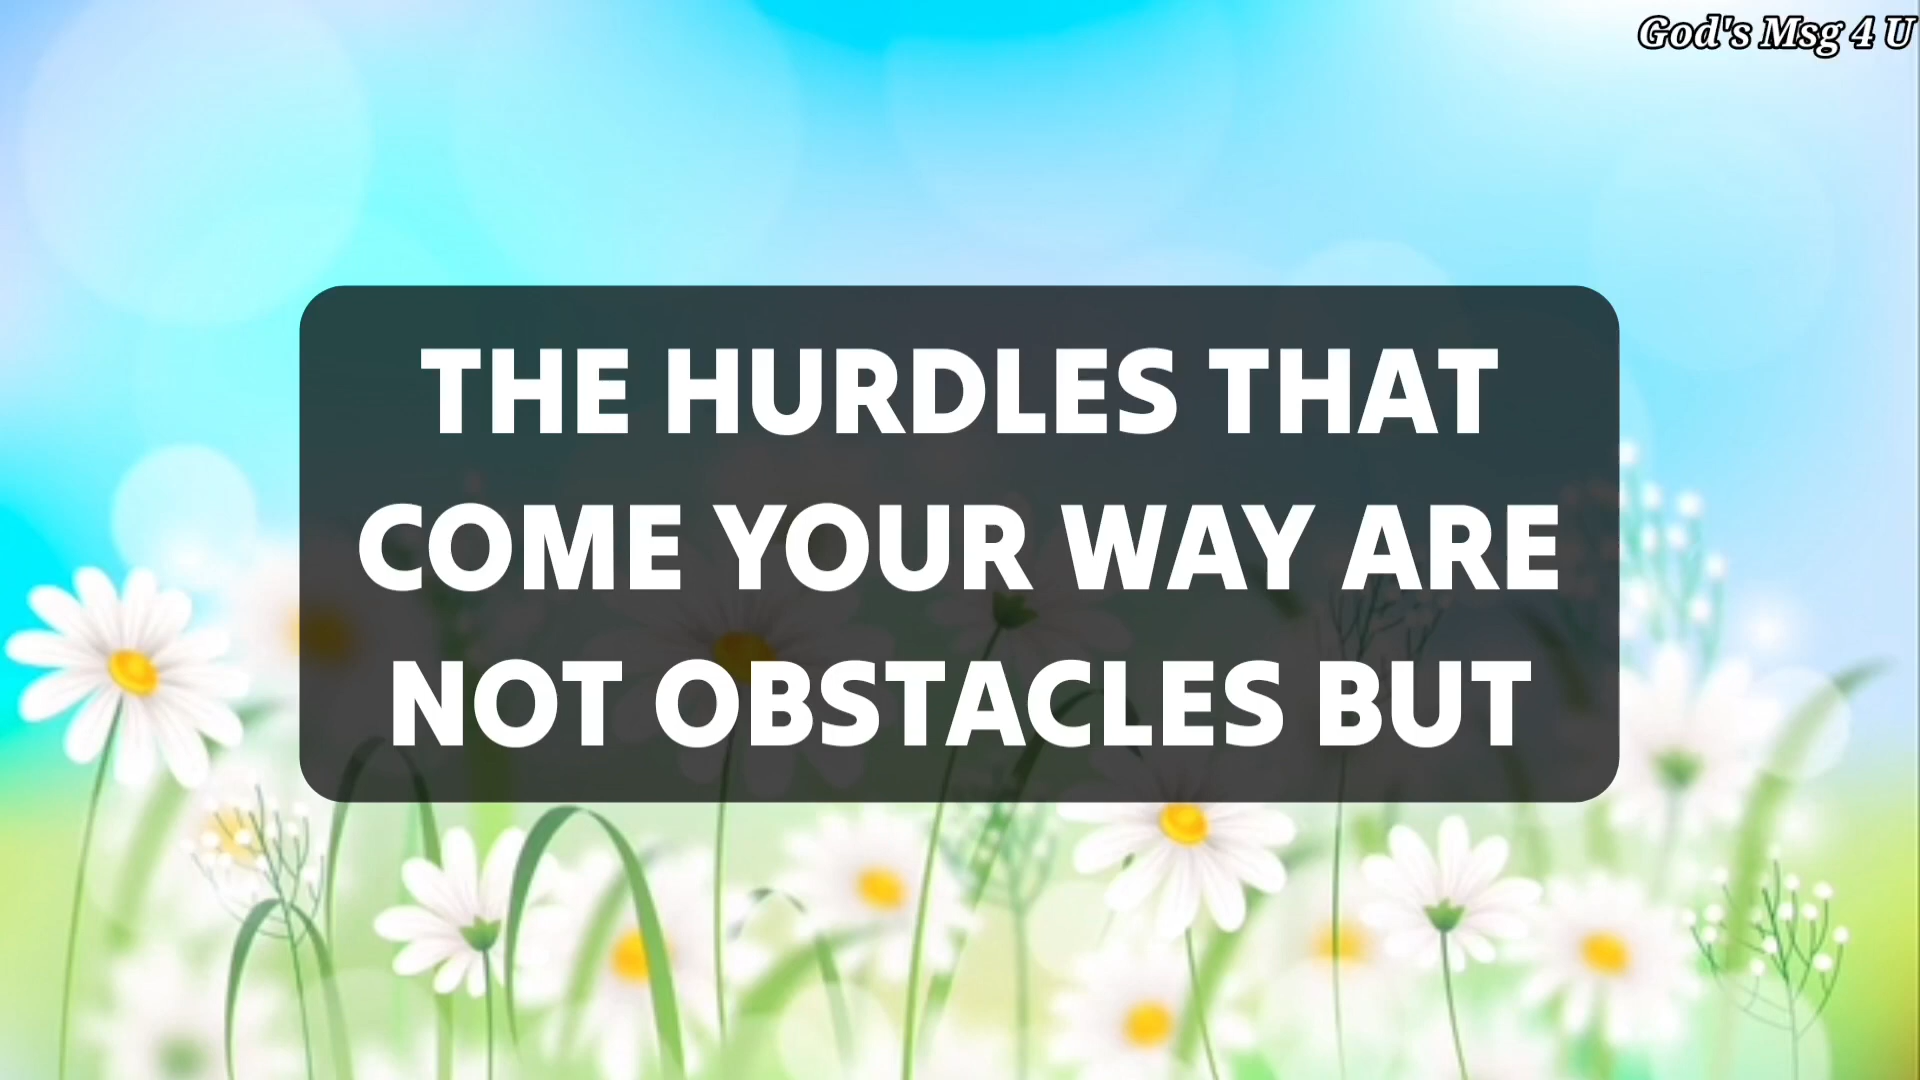 God's Msg 4 U
THE HURDLES THAT
COME YOUR WAY ARE
NOT OBSTACLES BUT